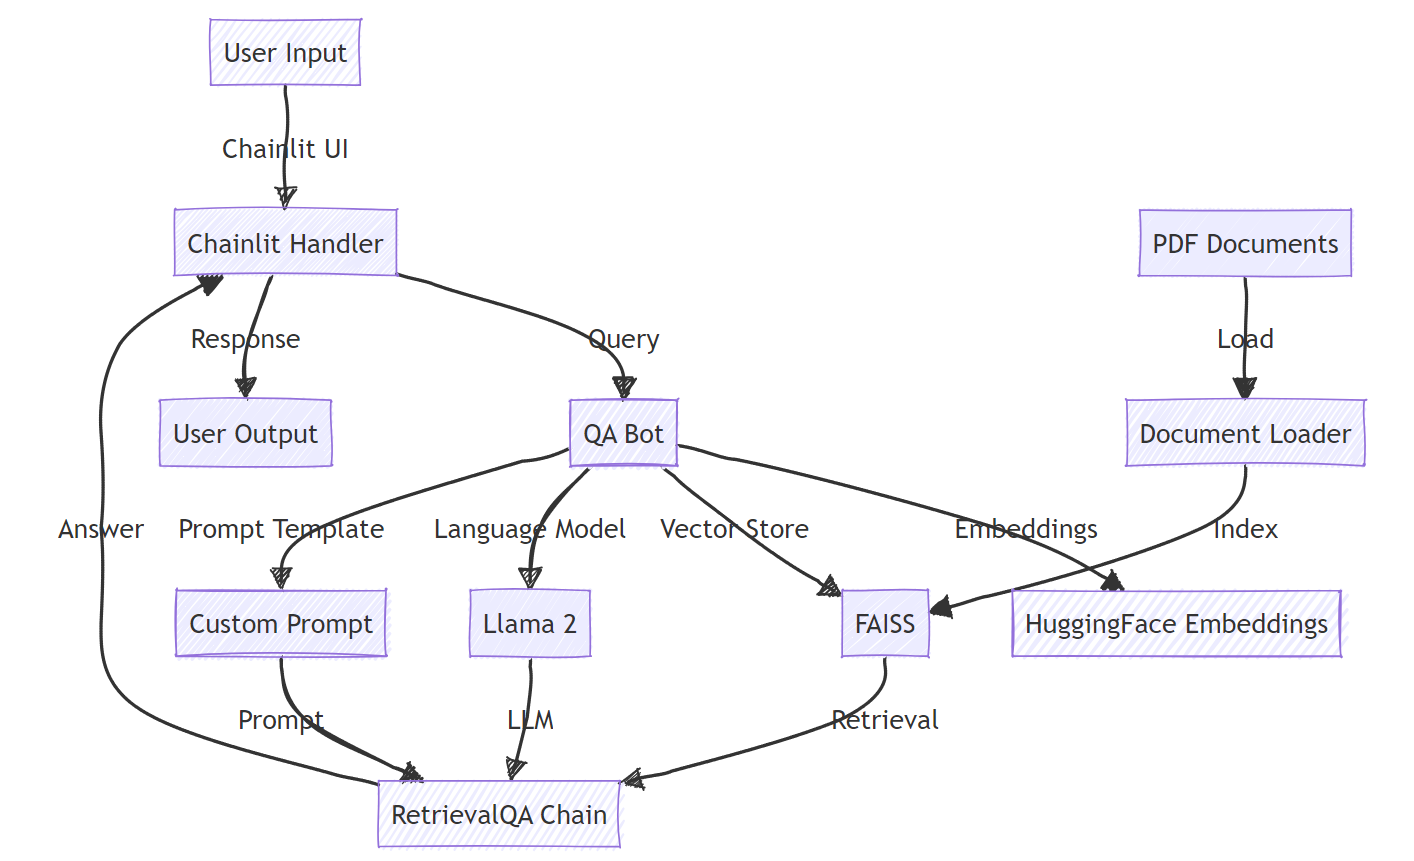 User Input
Chainlit UI
Chainlit Handler
PDF Documents
Response
Query
Load
User Output
QA Bot
Document Loader
Answer
Prompt Template
Language Model
Vector Store
Embeddings
Index
Custom Prompt
Llama 2
FAISS
HuggingFace Embeddings
Prompt
LLM
Retrieval
RetrievalQA Chain